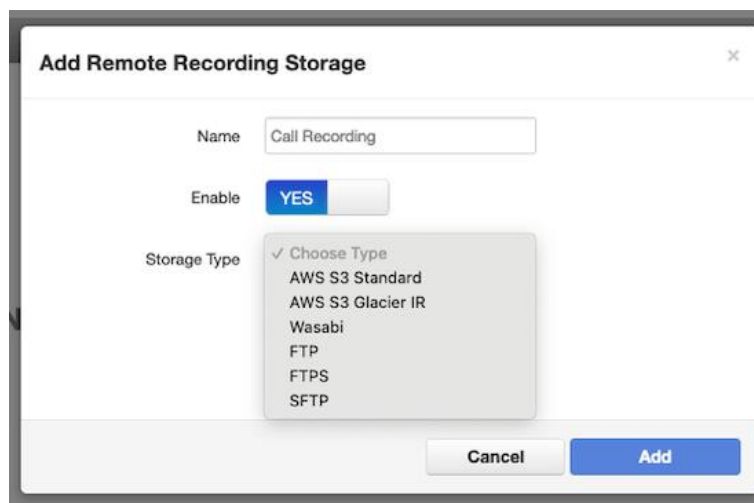 Add Remote Recording Storage
×
Name
Call Recording
Enable
YES
Storage Type
✓ Choose Type
AWS S3 Standard
AWS S3 Glacier IR
Wasabi
FTP
FTPS
SFTP
Cancel
Add